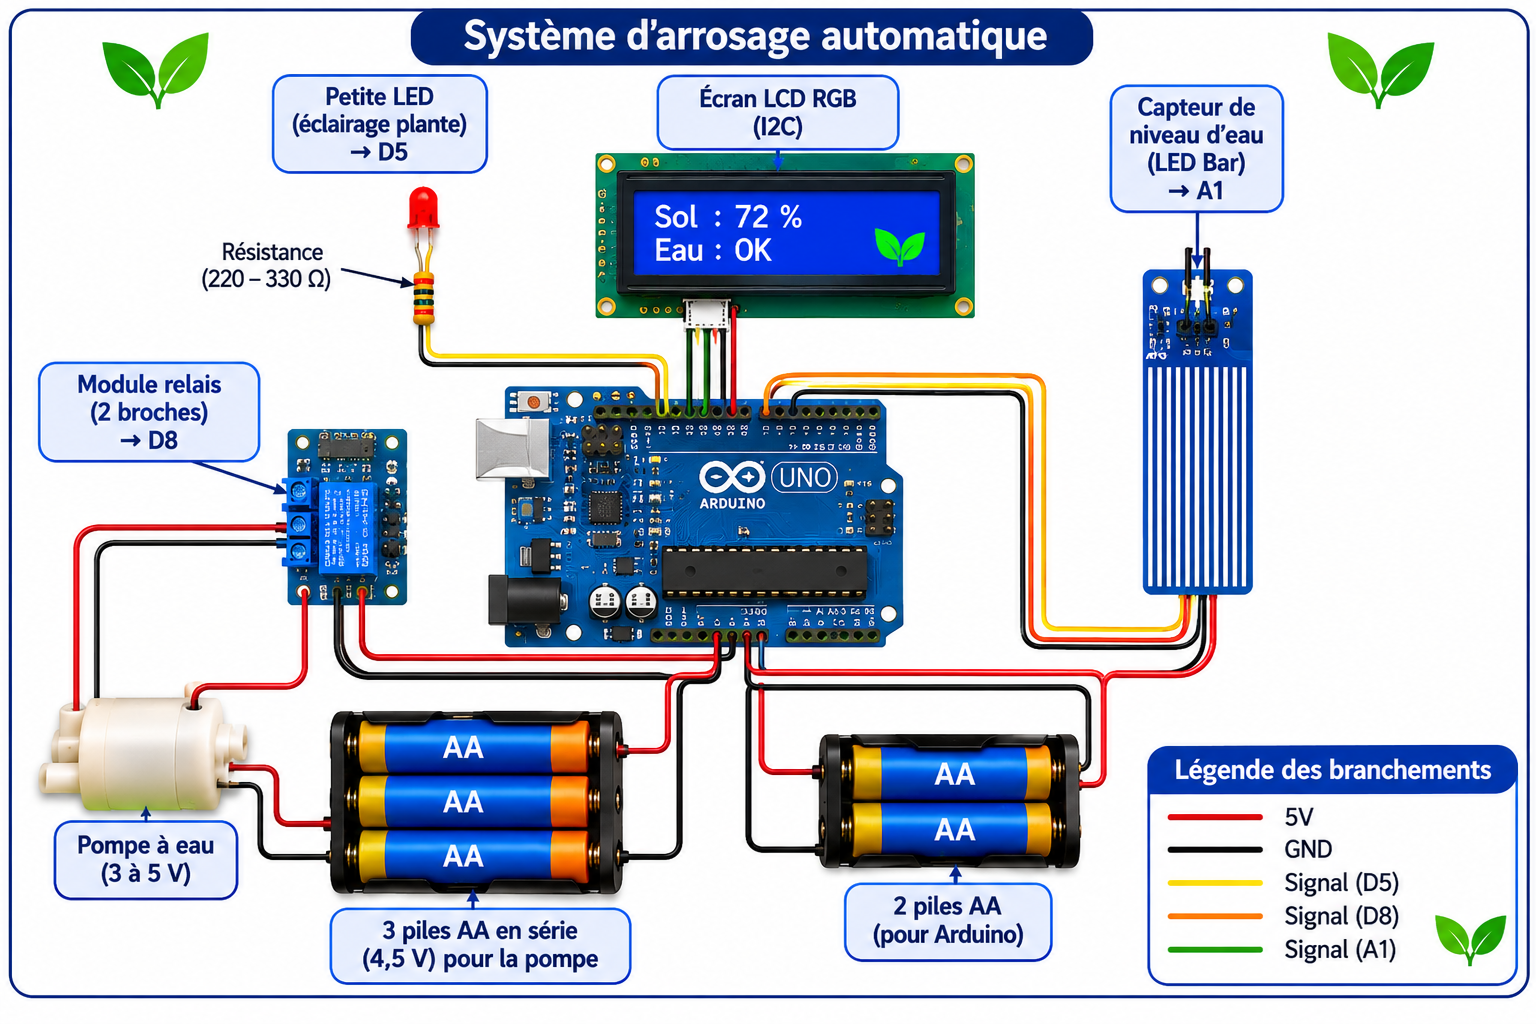 Système d'arrosage automatique
Petite LED
(éclairage plante)
→ D5
Écran LCD RGB
(I2C)
Capteur de
niveau d'eau
(LED Bar)
→ A1
Sol : 72 %
Eau : OK
Résistance
(220 – 330 Ω)
Module relais
(2 broches)
→ D8
UNO
ARDUINO
AA
AA
AA
AA
AA
Pompe à eau
(3 à 5 V)
3 piles AA en série
(4,5 V) pour la pompe
2 piles AA
(pour Arduino)
Légende des branchements
5V
GND
Signal (D5)
Signal (D8)
Signal (A1)